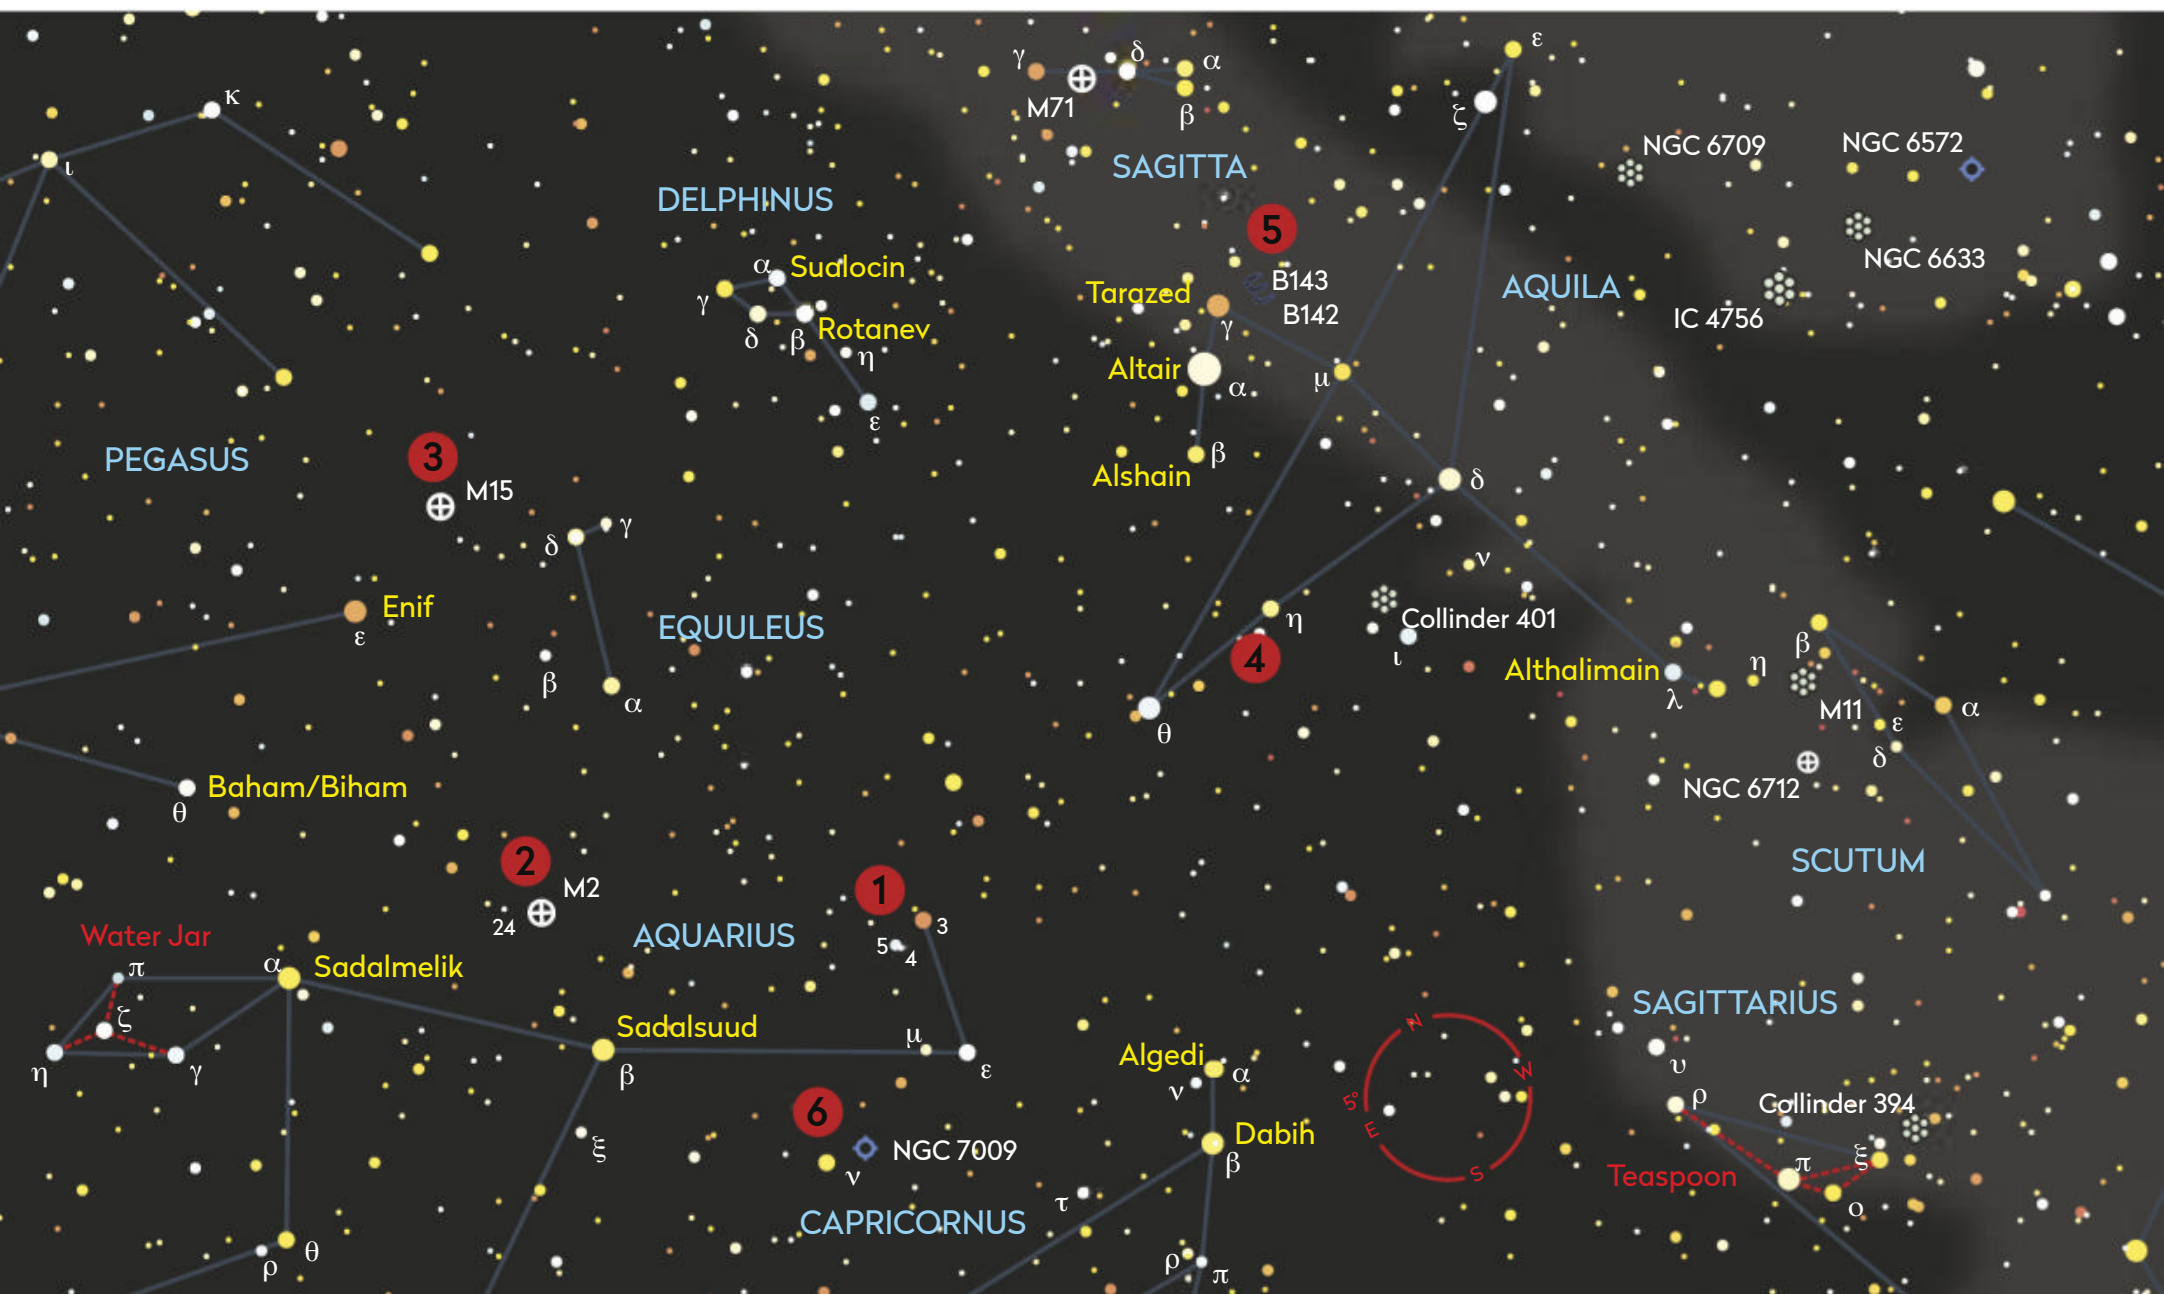 γ
δ
α
M71
β
SAGITTA
ε
ζ
NGC 6709
NGC 6572
NGC 6633
IC 4756
κ
ι
DELPHINUS
α
Sualocin
γ
δ
β
Rotanev
η
ε
5
B143
B142
Tarazed
γ
Altair
α
β
Alshain
AQUILA
μ
δ
ν
PEGASUS
3
M15
δ
γ
EQUULEUS
β
α
Enif
ε
η
4
θ
Collinder 401
ι
Althalimain
λ
η
β
M11
ε
δ
α
NGC 6712
SCUTUM
Baham/Biham
θ
2
M2
24
1
3
5
4
AQUARIUS
Water Jar
π
α
Sadalmelik
ζ
η
γ
Sadalsuud
β
μ
ε
ξ
6
NGC 7009
ν
CAPRICORNUS
θ
ρ
Algedi
α
ν
Dabih
β
τ
ρ
π
N
W
5°
E
S
SAGITTARIUS
υ
ρ
Collinder 394
Teaspoon
π
ξ
ο